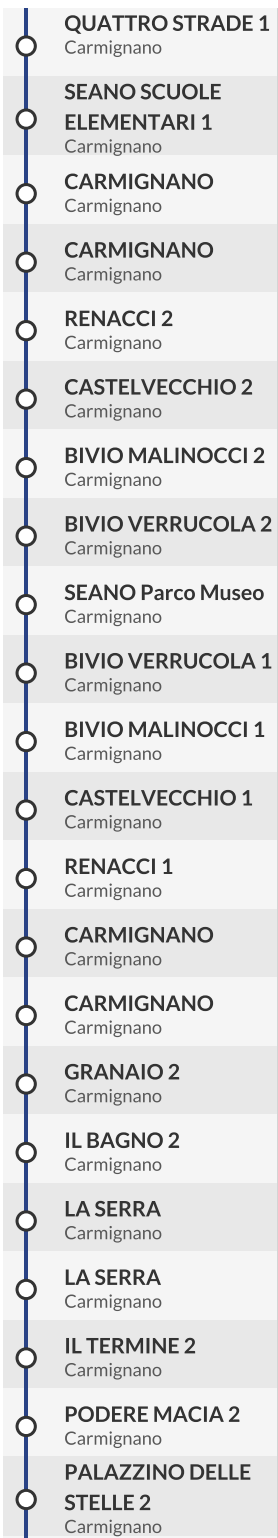 QUATTRO STRADE 1
Carmignano
SEANO SCUOLE
ELEMENTARI 1
Carmignano
CARMIGNANO
Carmignano
CARMIGNANO
Carmignano
RENACCI 2
Carmignano
CASTELVECCHIO 2
Carmignano
BIVIO MALINOCCI 2
Carmignano
BIVIO VERRUCOLA 2
Carmignano
SEANO Parco Museo
Carmignano
BIVIO VERRUCOLA 1
Carmignano
BIVIO MALINOCCI 1
Carmignano
CASTELVECCHIO 1
Carmignano
RENACCI 1
Carmignano
CARMIGNANO
Carmignano
CARMIGNANO
Carmignano
GRANAIO 2
Carmignano
IL BAGNO 2
Carmignano
LA SERRA
Carmignano
LA SERRA
Carmignano
IL TERMINE 2
Carmignano
PODERE MACIA 2
Carmignano
PALAZZINO DELLE
STELLE 2
Carmignano